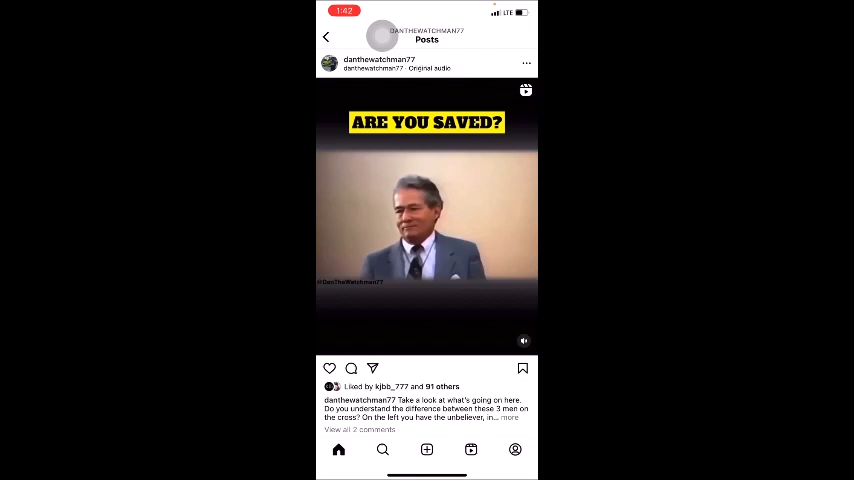 1:42
LTE
DANTHEWATCHMAN77
Posts
danthewatchman77
danthewatchman77 · Original audio
ARE YOU SAVED?
@DanTheWatchman77
Liked by kjbb_777 and 91 others
danthewatchman77 Take a look at what's going on here.
Do you understand the difference between these 3 men on
the cross? On the left you have the unbeliever, in... more
View all 2 comments